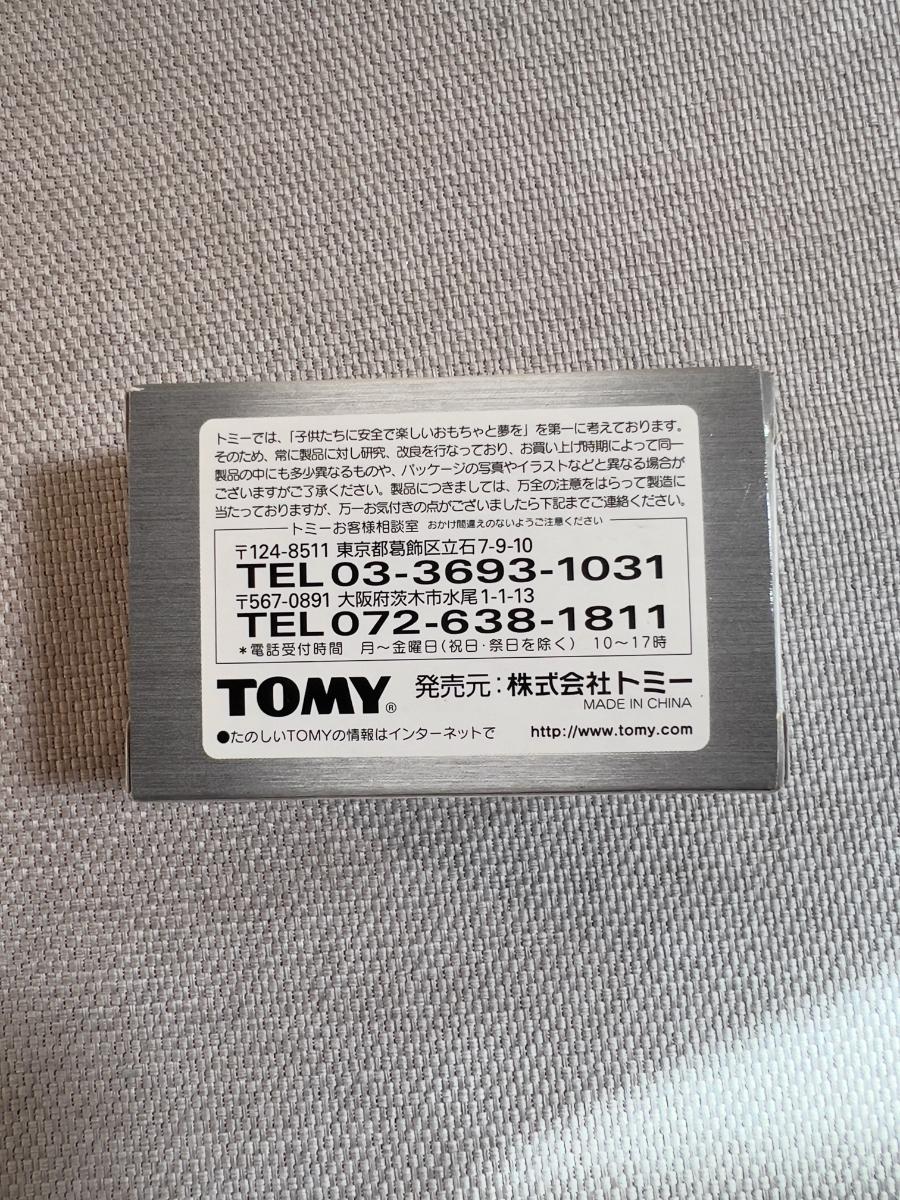 トミーでは、「子供たちに安全で楽しいおもちゃと夢を」を第一に考えております。
そのため、常に製品に対し研究、改良を行なっており、お買い上げ時期によって同一
製品の中にも多少異なるものや、パッケージの写真やイラストなどと異なる場合が
ございますがご了承ください。製品につきましては、万全の注意をはらって製造に
当たっておりますが、万一お気付きの点がございましたら下記までご連絡ください。
トミーお客様相談室 おかけ間違えのないようご注意ください
〒124-8511 東京都葛飾区立石7-9-10
TEL 03-3693-1031
〒567-0891 大阪府茨木市水尾1-1-13
TEL 072-638-1811
*電話受付時間 月～金曜日(祝日・祭日を除く) 10～17時
TOMY® 発売元:株式会社トミー
MADE IN CHINA
●たのしいTOMYの情報はインターネットで http://www.tomy.com